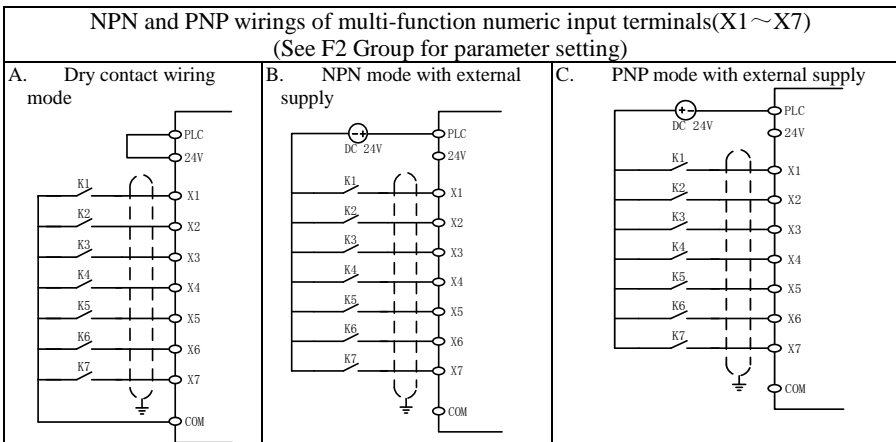 NPN and PNP wirings of multi-function numeric input terminals(X1～X7)
(See F2 Group for parameter setting)
A. Dry contact wiring
mode
PLC
24V
K1
X1
K2
X2
K3
X3
K4
X4
K5
X5
K6
X6
K7
X7
COM
B. NPN mode with external
supply
- +
PLC
DC 24V
24V
K1
X1
K2
X2
K3
X3
K4
X4
K5
X5
K6
X6
K7
X7
COM
C. PNP mode with external supply
+ -
PLC
DC 24V
24V
K1
X1
K2
X2
K3
X3
K4
X4
K5
X5
K6
X6
K7
X7
COM